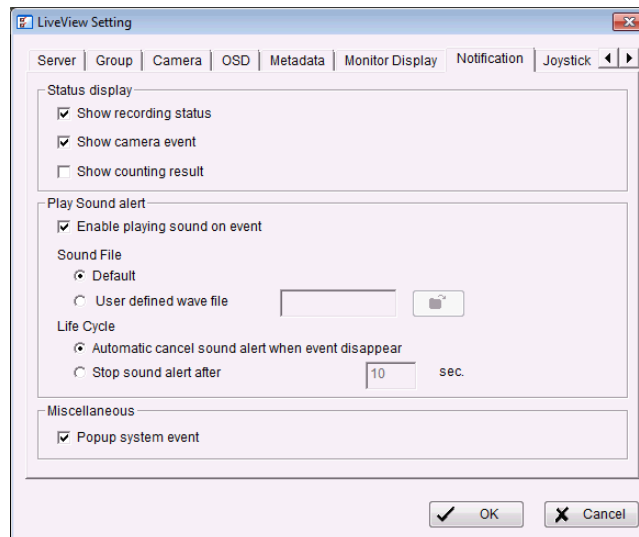 LiveView Setting
Server Group Camera OSD Metadata Monitor Display Notification Joystick
Status display
Show recording status
Show camera event
Show counting result
Play Sound alert
Enable playing sound on event
Sound File
Default
User defined wave file
Life Cycle
Automatic cancel sound alert when event disappear
Stop sound alert after 10 sec.
Miscellaneous
Popup system event
OK Cancel